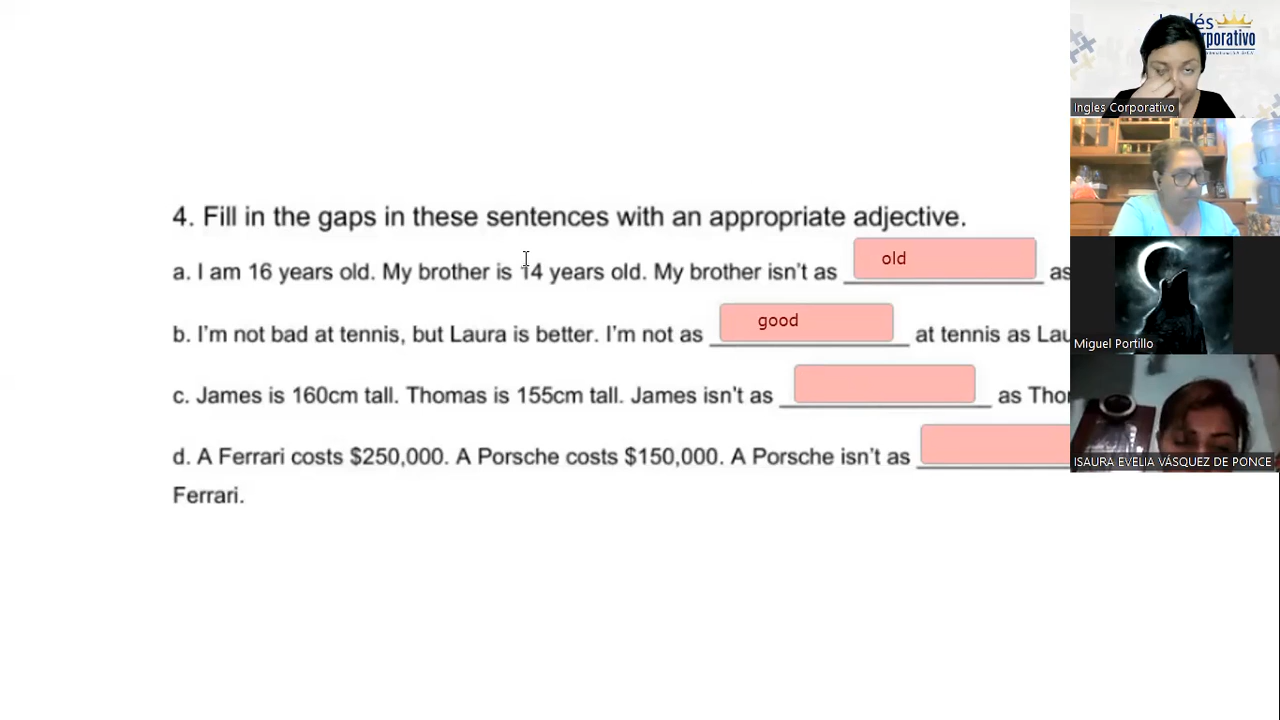 4. Fill in the gaps in these sentences with an appropriate adjective.
a. I am 16 years old. My brother is 14 years old. My brother isn't as old as
b. I'm not bad at tennis, but Laura is better. I'm not as good at tennis as Lau
c. James is 160cm tall. Thomas is 155cm tall. James isn't as as Tho
d. A Ferrari costs $250,000. A Porsche costs $150,000. A Porsche isn't as
Ferrari.
Ingles Corporativo
Miguel Portillo
ISAURA EVELIA VÁSQUEZ DE PONCE